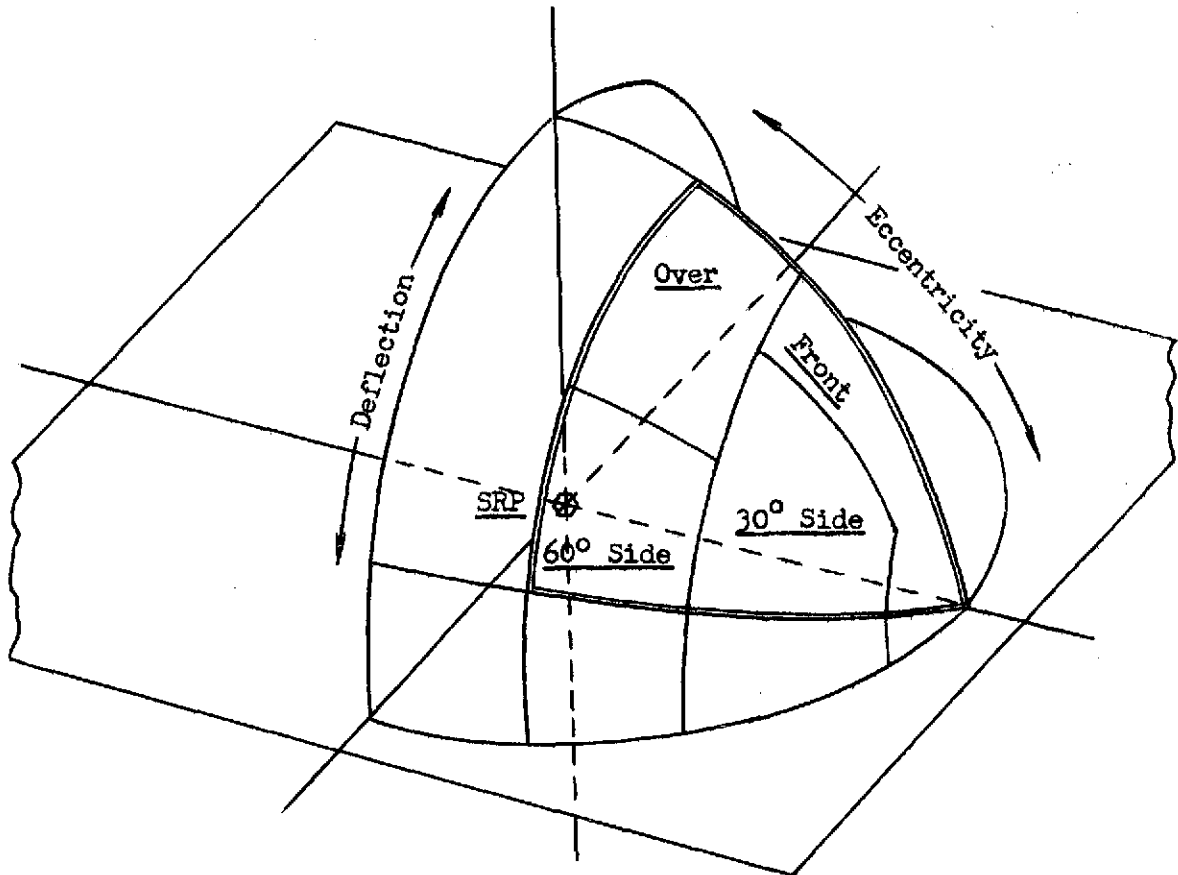 Deflection
Eccentricity
Over
Front
SRP
30° Side
60° Side